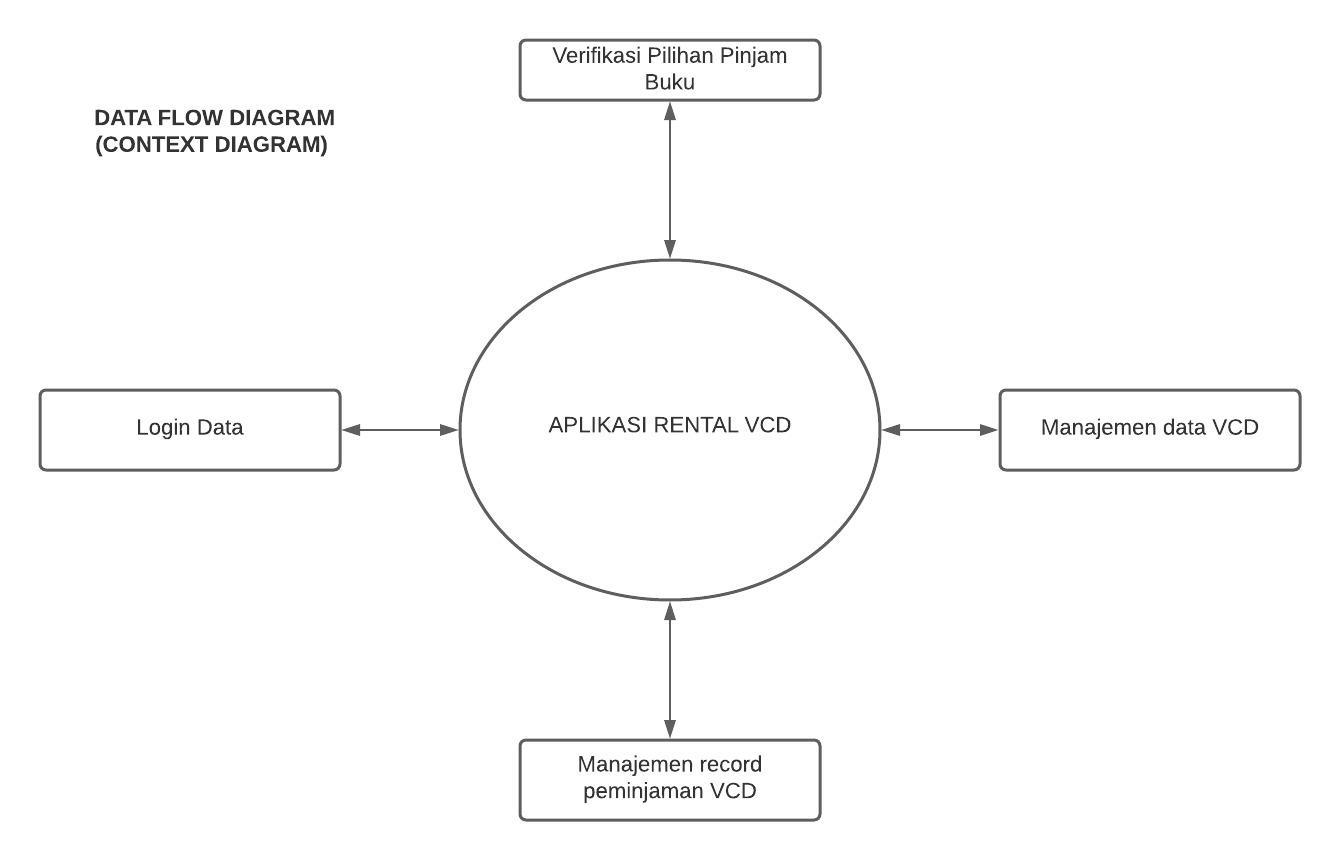 Verifikasi Pilihan Pinjam
Buku
DATA FLOW DIAGRAM
(CONTEXT DIAGRAM)
Login Data
APLIKASI RENTAL VCD
Manajemen data VCD
Manajemen record
peminjaman VCD